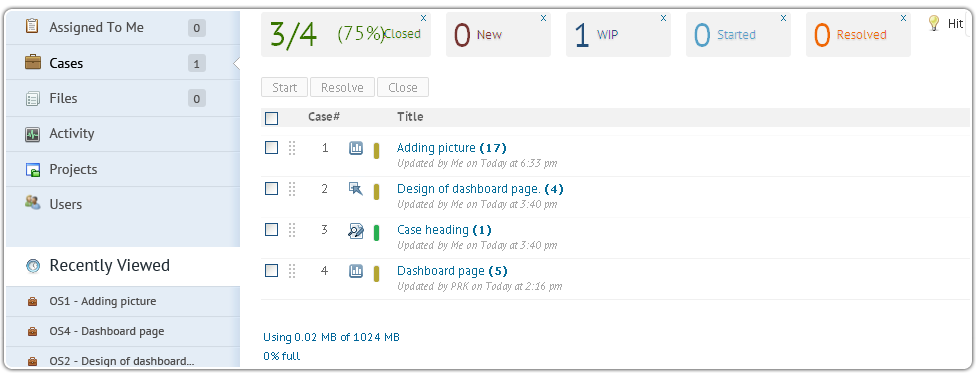 Assigned To Me 0
Cases 1
Files 0
Activity
Projects
Users
Recently Viewed
OS1 - Adding picture
OS4 - Dashboard page
OS2 - Design of dashboard...
3/4 (75%) Closed x
0 New x
1 WIP x
0 Started x
0 Resolved x
Hit
Start Resolve Close
Case# Title
1 Adding picture (17)
Updated by Me on Today at 6:33 pm
2 Design of dashboard page. (4)
Updated by Me on Today at 3:40 pm
3 Case heading (1)
Updated by Me on Today at 3:40 pm
4 Dashboard page (5)
Updated by PRK on Today at 2:16 pm
Using 0.02 MB of 1024 MB
0% full